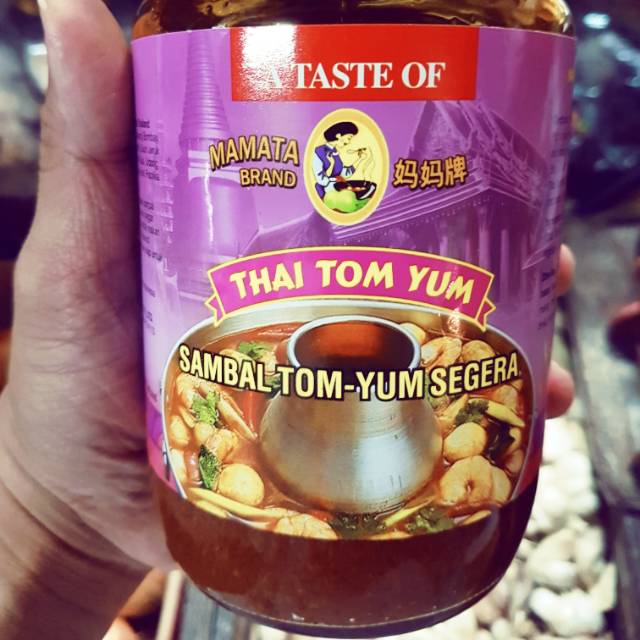 A TASTE OF
MAMATA
BRAND
妈妈牌
THAI TOM YUM
SAMBAL TOM-YUM SEGERA